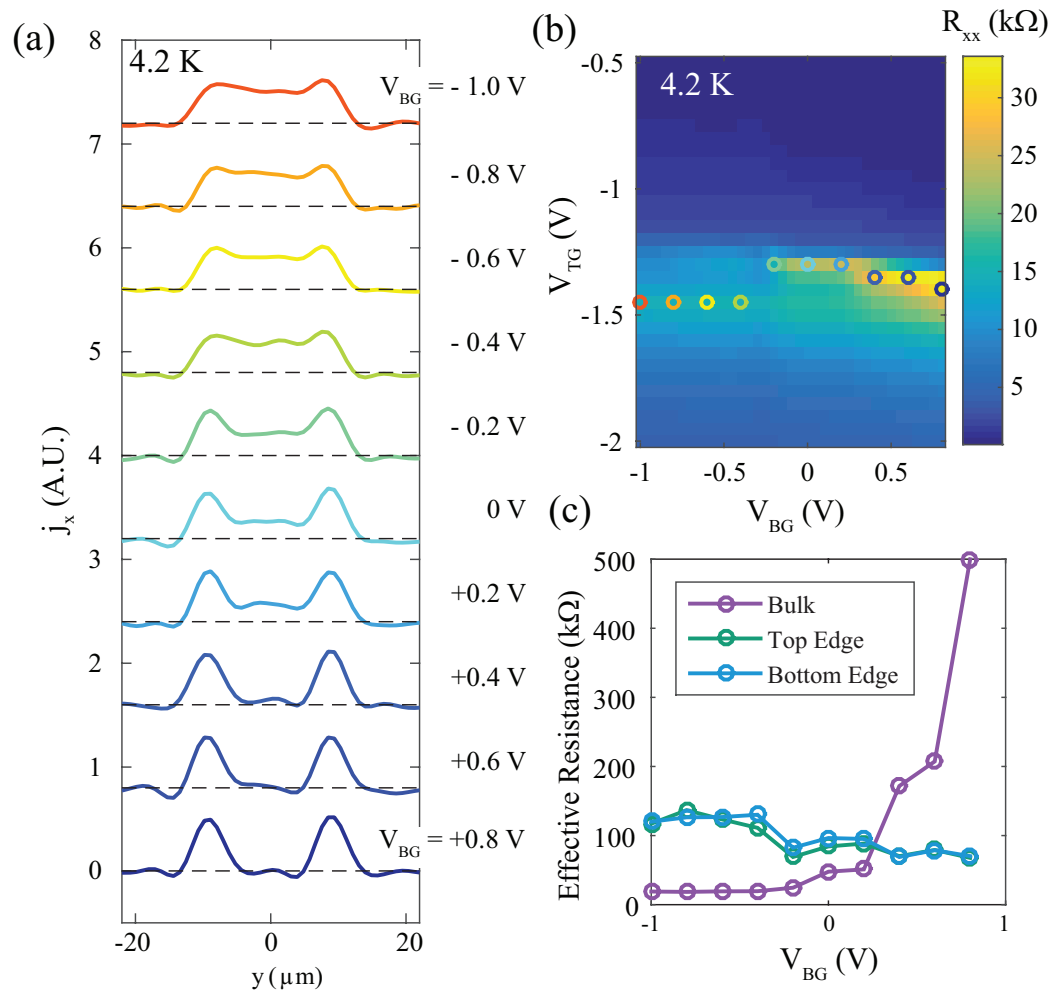 (a)
4.2 K
8
7
6
5
4
3
2
1
0
j_x (A.U.)
V_BG = - 1.0 V
- 0.8 V
- 0.6 V
- 0.4 V
- 0.2 V
0 V
+0.2 V
+0.4 V
+0.6 V
V_BG = +0.8 V
-20
0
20
y (μm)
(b)
R_xx (kΩ)
4.2 K
-0.5
-1
-1.5
-2
V_TG (V)
-1
-0.5
0
0.5
V_BG (V)
30
25
20
15
10
5
(c)
500
400
300
200
100
0
Effective Resistance (kΩ)
Bulk
Top Edge
Bottom Edge
-1
0
1
V_BG (V)